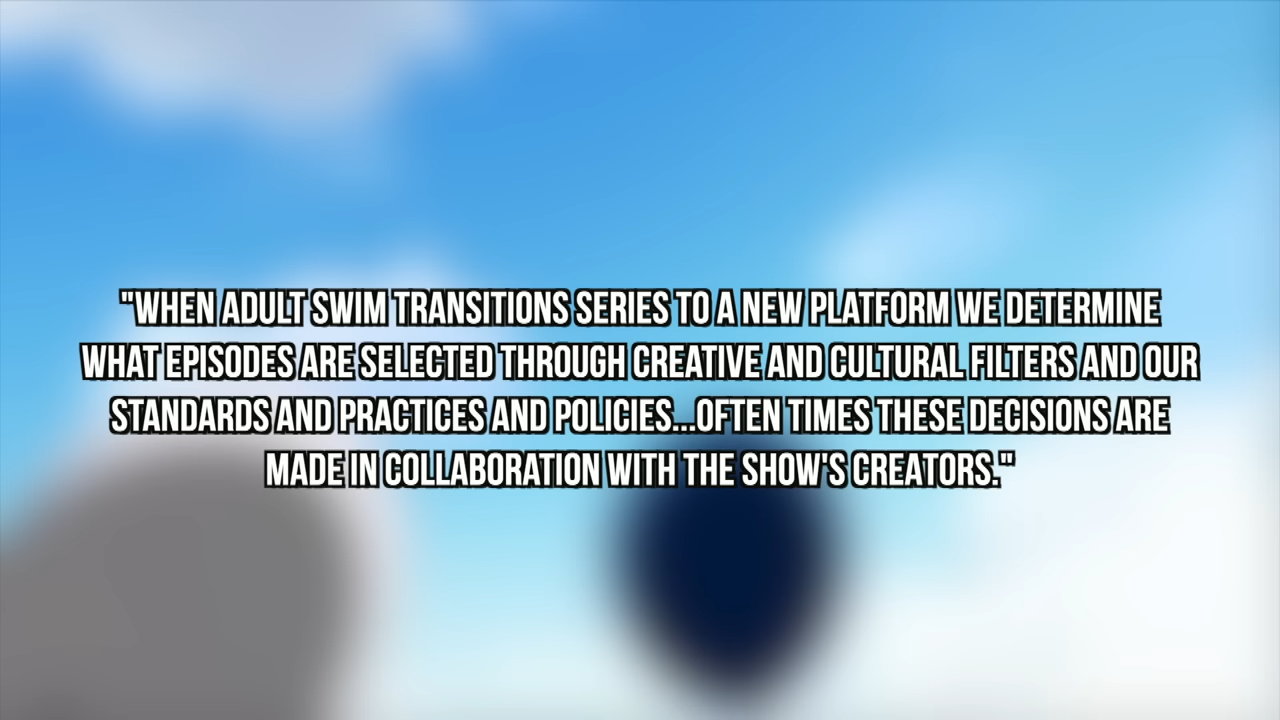 "WHEN ADULT SWIM TRANSITIONS SERIES TO A NEW PLATFORM WE DETERMINE
WHAT EPISODES ARE SELECTED THROUGH CREATIVE AND CULTURAL FILTERS AND OUR
STANDARDS AND PRACTICES AND POLICIES...OFTEN TIMES THESE DECISIONS ARE
MADE IN COLLABORATION WITH THE SHOW'S CREATORS."